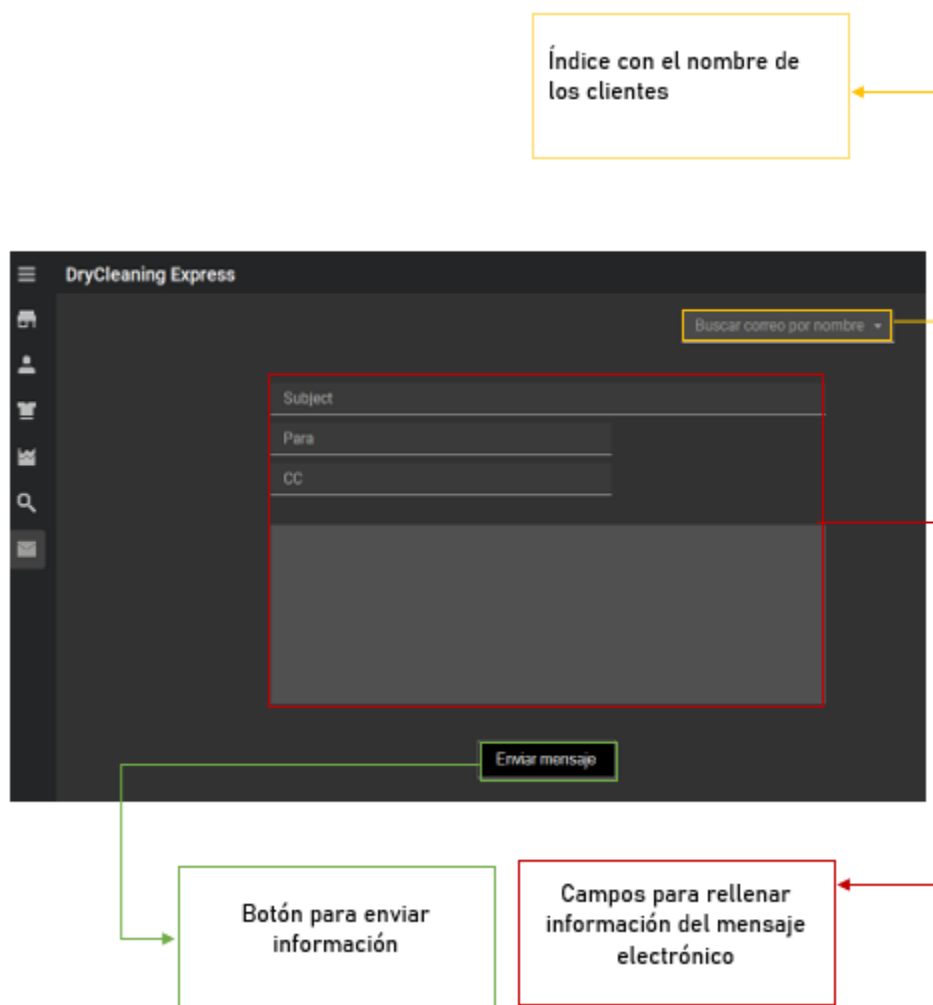 Índice con el nombre de
los clientes
DryCleaning Express
Buscar correo por nombre
Subject
Para
CC
Enviar mensaje
Botón para enviar
información
Campos para rellenar
información del mensaje
electrónico